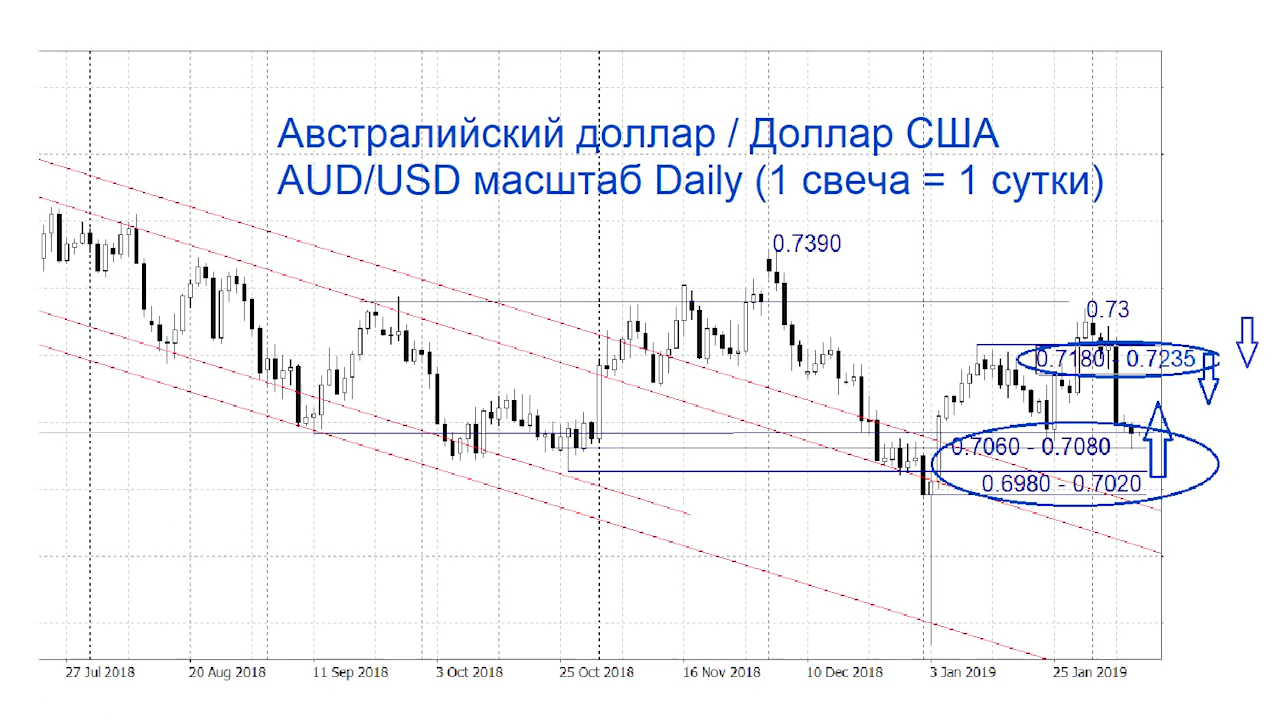 Австралийский доллар / Доллар США
AUD/USD масштаб Daily (1 свеча = 1 сутки)
0.7390
0.73
0.7180 - 0.7235
0.7060 - 0.7080
0.6980 - 0.7020
27 Jul 2018 20 Aug 2018 11 Sep 2018 3 Oct 2018 25 Oct 2018 16 Nov 2018 10 Dec 2018 3 Jan 2019 25 Jan 2019